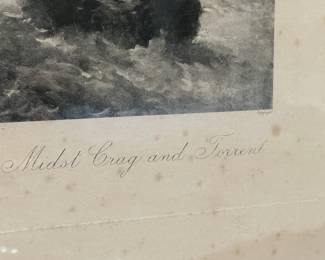 Midst Crag and Torrent